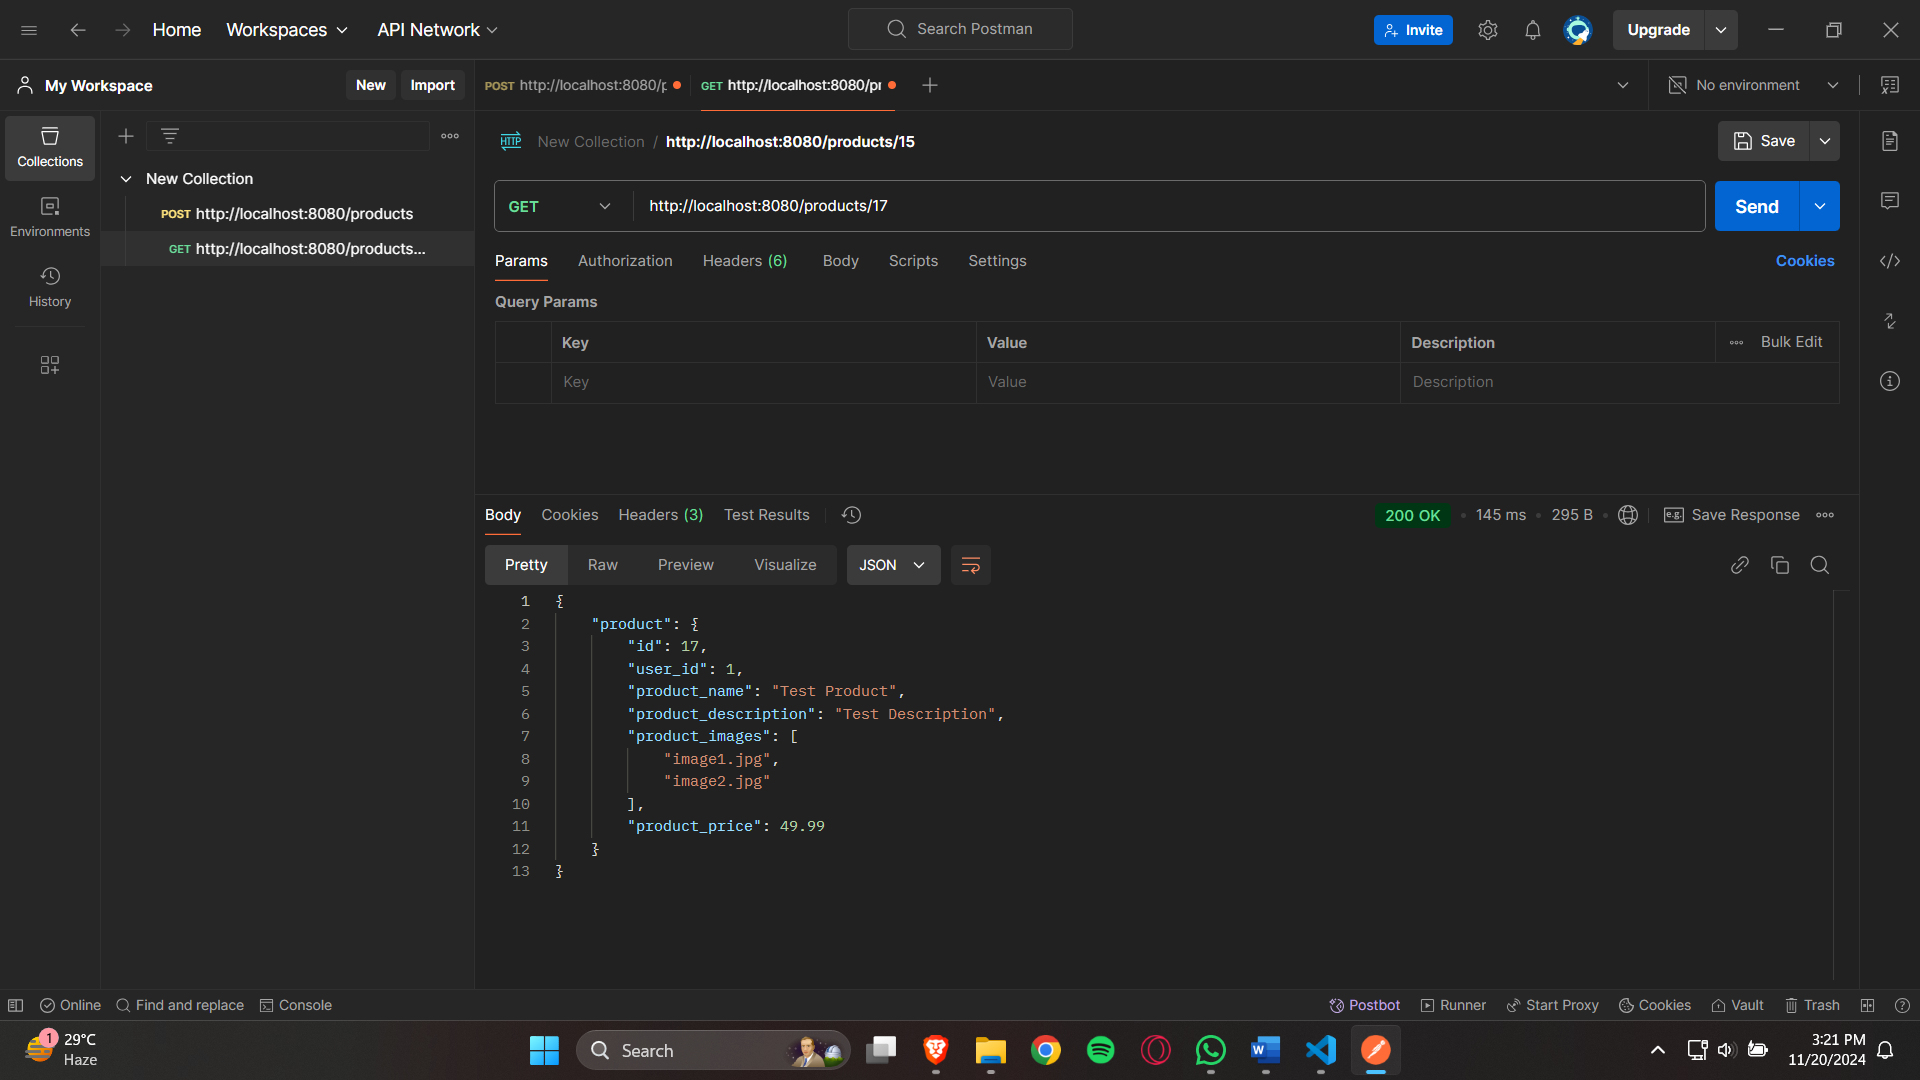 Home Workspaces API Network Search Postman Invite Upgrade
My Workspace New Import POST http://localhost:8080/p GET http://localhost:8080/pr No environment
Collections
Environments
History
New Collection
POST http://localhost:8080/products
GET http://localhost:8080/products...
HTTP New Collection / http://localhost:8080/products/15 Save
GET http://localhost:8080/products/17 Send
Params Authorization Headers (6) Body Scripts Settings Cookies
Query Params
Key Value Description Bulk Edit
Key Value Description
Body Cookies Headers (3) Test Results 200 OK 145 ms 295 B e.g. Save Response
Pretty Raw Preview Visualize JSON
1 {
2 "product": {
3 "id": 17,
4 "user_id": 1,
5 "product_name": "Test Product",
6 "product_description": "Test Description",
7 "product_images": [
8 "image1.jpg",
9 "image2.jpg"
10 ],
11 "product_price": 49.99
12 }
13 }
Online Find and replace Console Postbot Runner Start Proxy Cookies Vault Trash
1 29°C
Haze
Search
W
3:21 PM
11/20/2024